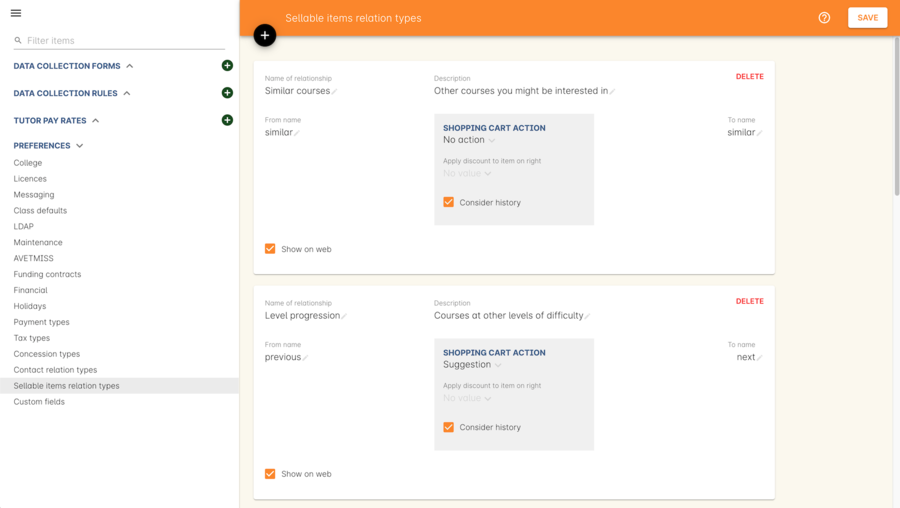 Filter items
DATA COLLECTION FORMS
DATA COLLECTION RULES
TUTOR PAY RATES
PREFERENCES
College
Licences
Messaging
Class defaults
LDAP
Maintenance
AVETMISS
Funding contracts
Financial
Holidays
Payment types
Tax types
Concession types
Contact relation types
Sellable items relation types
Custom fields
Sellable items relation types
SAVE
Name of relationship
Description
DELETE
Similar courses
Other courses you might be interested in
From name
SHOPPING CART ACTION
To name
similar
No action
similar
Apply discount to item on right
No value
Consider history
Show on web
Name of relationship
Description
DELETE
Level progression
Courses at other levels of difficulty
From name
SHOPPING CART ACTION
To name
previous
Suggestion
next
Apply discount to item on right
No value
Consider history
Show on web